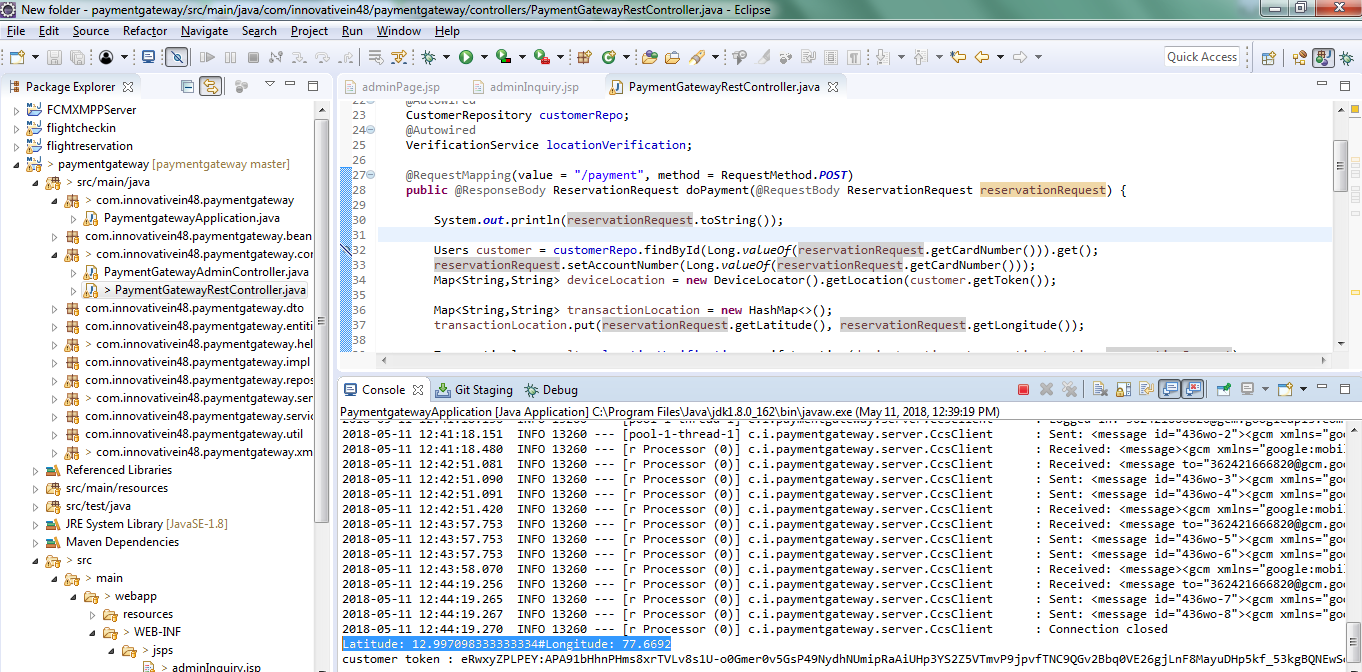 New folder - paymentgateway/src/main/java/com/innovativein48/paymentgateway/controllers/PaymentGatewayRestController.java - Eclipse
File Edit Source Refactor Navigate Search Project Run Window Help
Quick Access
Package Explorer
FCMXMPPServer
flightcheckin
flightreservation
> paymentgateway [paymentgateway master]
> src/main/java
> com.innovativein48.paymentgateway
PaymentgatewayApplication.java
com.innovativein48.paymentgateway.bean
> com.innovativein48.paymentgateway.cor
PaymentGatewayAdminController.java
> PaymentGatewayRestController.java
com.innovativein48.paymentgateway.dto
com.innovativein48.paymentgateway.entiti
> com.innovativein48.paymentgateway.hel
com.innovativein48.paymentgateway.impl
com.innovativein48.paymentgateway.repos
> com.innovativein48.paymentgateway.ser
com.innovativein48.paymentgateway.servic
com.innovativein48.paymentgateway.util
> com.innovativein48.paymentgateway.xm
Referenced Libraries
src/main/resources
src/test/java
JRE System Library [JavaSE-1.8]
Maven Dependencies
> src
> main
> webapp
resources
> WEB-INF
> jsps
> adminInquiry.jsp
adminPage.jsp adminInquiry.jsp PaymentGatewayRestController.java
22 @Autowired
23 CustomerRepository customerRepo;
24 @Autowired
25 VerificationService locationVerification;
26
27 @RequestMapping(value = "/payment", method = RequestMethod.POST)
28 public @ResponseBody ReservationRequest doPayment(@RequestBody ReservationRequest reservationRequest) {
29
30 System.out.println(reservationRequest.toString());
31
32 Users customer = customerRepo.findById(Long.valueOf(reservationRequest.getCardNumber())).get();
33 reservationRequest.setAccountNumber(Long.valueOf(reservationRequest.getCardNumber()));
34 Map<String,String> deviceLocation = new DeviceLocator().getLocation(customer.getToken());
35
36 Map<String,String> transactionLocation = new HashMap<>();
37 transactionLocation.put(reservationRequest.getLatitude(), reservationRequest.getLongitude());
38
Console Git Staging Debug
PaymentgatewayApplication [Java Application] C:\Program Files\Java\jdk1.8.0_162\bin\javaw.exe (May 11, 2018, 12:39:19 PM)
2018-05-11 12:41:18.151 INFO 13260 --- [pool-1-thread-1] c.i.paymentgateway.server.CcsClient : Sent: <message id="436wo-2"><gcm xmlns="goo
2018-05-11 12:41:18.480 INFO 13260 --- [r Processor (0)] c.i.paymentgateway.server.CcsClient : Received: <message><gcm xmlns="google:mobil
2018-05-11 12:42:51.081 INFO 13260 --- [r Processor (0)] c.i.paymentgateway.server.CcsClient : Received: <message to="362421666820@gcm.goo
2018-05-11 12:42:51.090 INFO 13260 --- [r Processor (0)] c.i.paymentgateway.server.CcsClient : Sent: <message id="436wo-3"><gcm xmlns="goo
2018-05-11 12:42:51.091 INFO 13260 --- [r Processor (0)] c.i.paymentgateway.server.CcsClient : Sent: <message id="436wo-4"><gcm xmlns="goo
2018-05-11 12:42:51.420 INFO 13260 --- [r Processor (0)] c.i.paymentgateway.server.CcsClient : Received: <message><gcm xmlns="google:mobil
2018-05-11 12:43:57.753 INFO 13260 --- [r Processor (0)] c.i.paymentgateway.server.CcsClient : Received: <message to="362421666820@gcm.goo
2018-05-11 12:43:57.753 INFO 13260 --- [r Processor (0)] c.i.paymentgateway.server.CcsClient : Sent: <message id="436wo-5"><gcm xmlns="goo
2018-05-11 12:43:57.753 INFO 13260 --- [r Processor (0)] c.i.paymentgateway.server.CcsClient : Sent: <message id="436wo-6"><gcm xmlns="goo
2018-05-11 12:43:58.070 INFO 13260 --- [r Processor (0)] c.i.paymentgateway.server.CcsClient : Received: <message><gcm xmlns="google:mobil
2018-05-11 12:44:19.256 INFO 13260 --- [r Processor (0)] c.i.paymentgateway.server.CcsClient : Received: <message to="362421666820@gcm.goo
2018-05-11 12:44:19.265 INFO 13260 --- [r Processor (0)] c.i.paymentgateway.server.CcsClient : Sent: <message id="436wo-7"><gcm xmlns="goo
2018-05-11 12:44:19.267 INFO 13260 --- [r Processor (0)] c.i.paymentgateway.server.CcsClient : Sent: <message id="436wo-8"><gcm xmlns="goo
2018-05-11 12:44:19.270 INFO 13260 --- [r Processor (0)] c.i.paymentgateway.server.CcsClient : Connection closed
Latitude: 12.997098333333334#Longitude: 77.6692
customer token : eRwxyZPLPEY:APA91bHhnPHms8xrTVLv8s1U-o0Gmer0v5GsP49NydhNUmipRaAiUHp3YS2Z5VTmvP9jpvfTNC9QGv2Bbq0VE26gjLnF8MayuDHp5kf_53kgBQNEwS